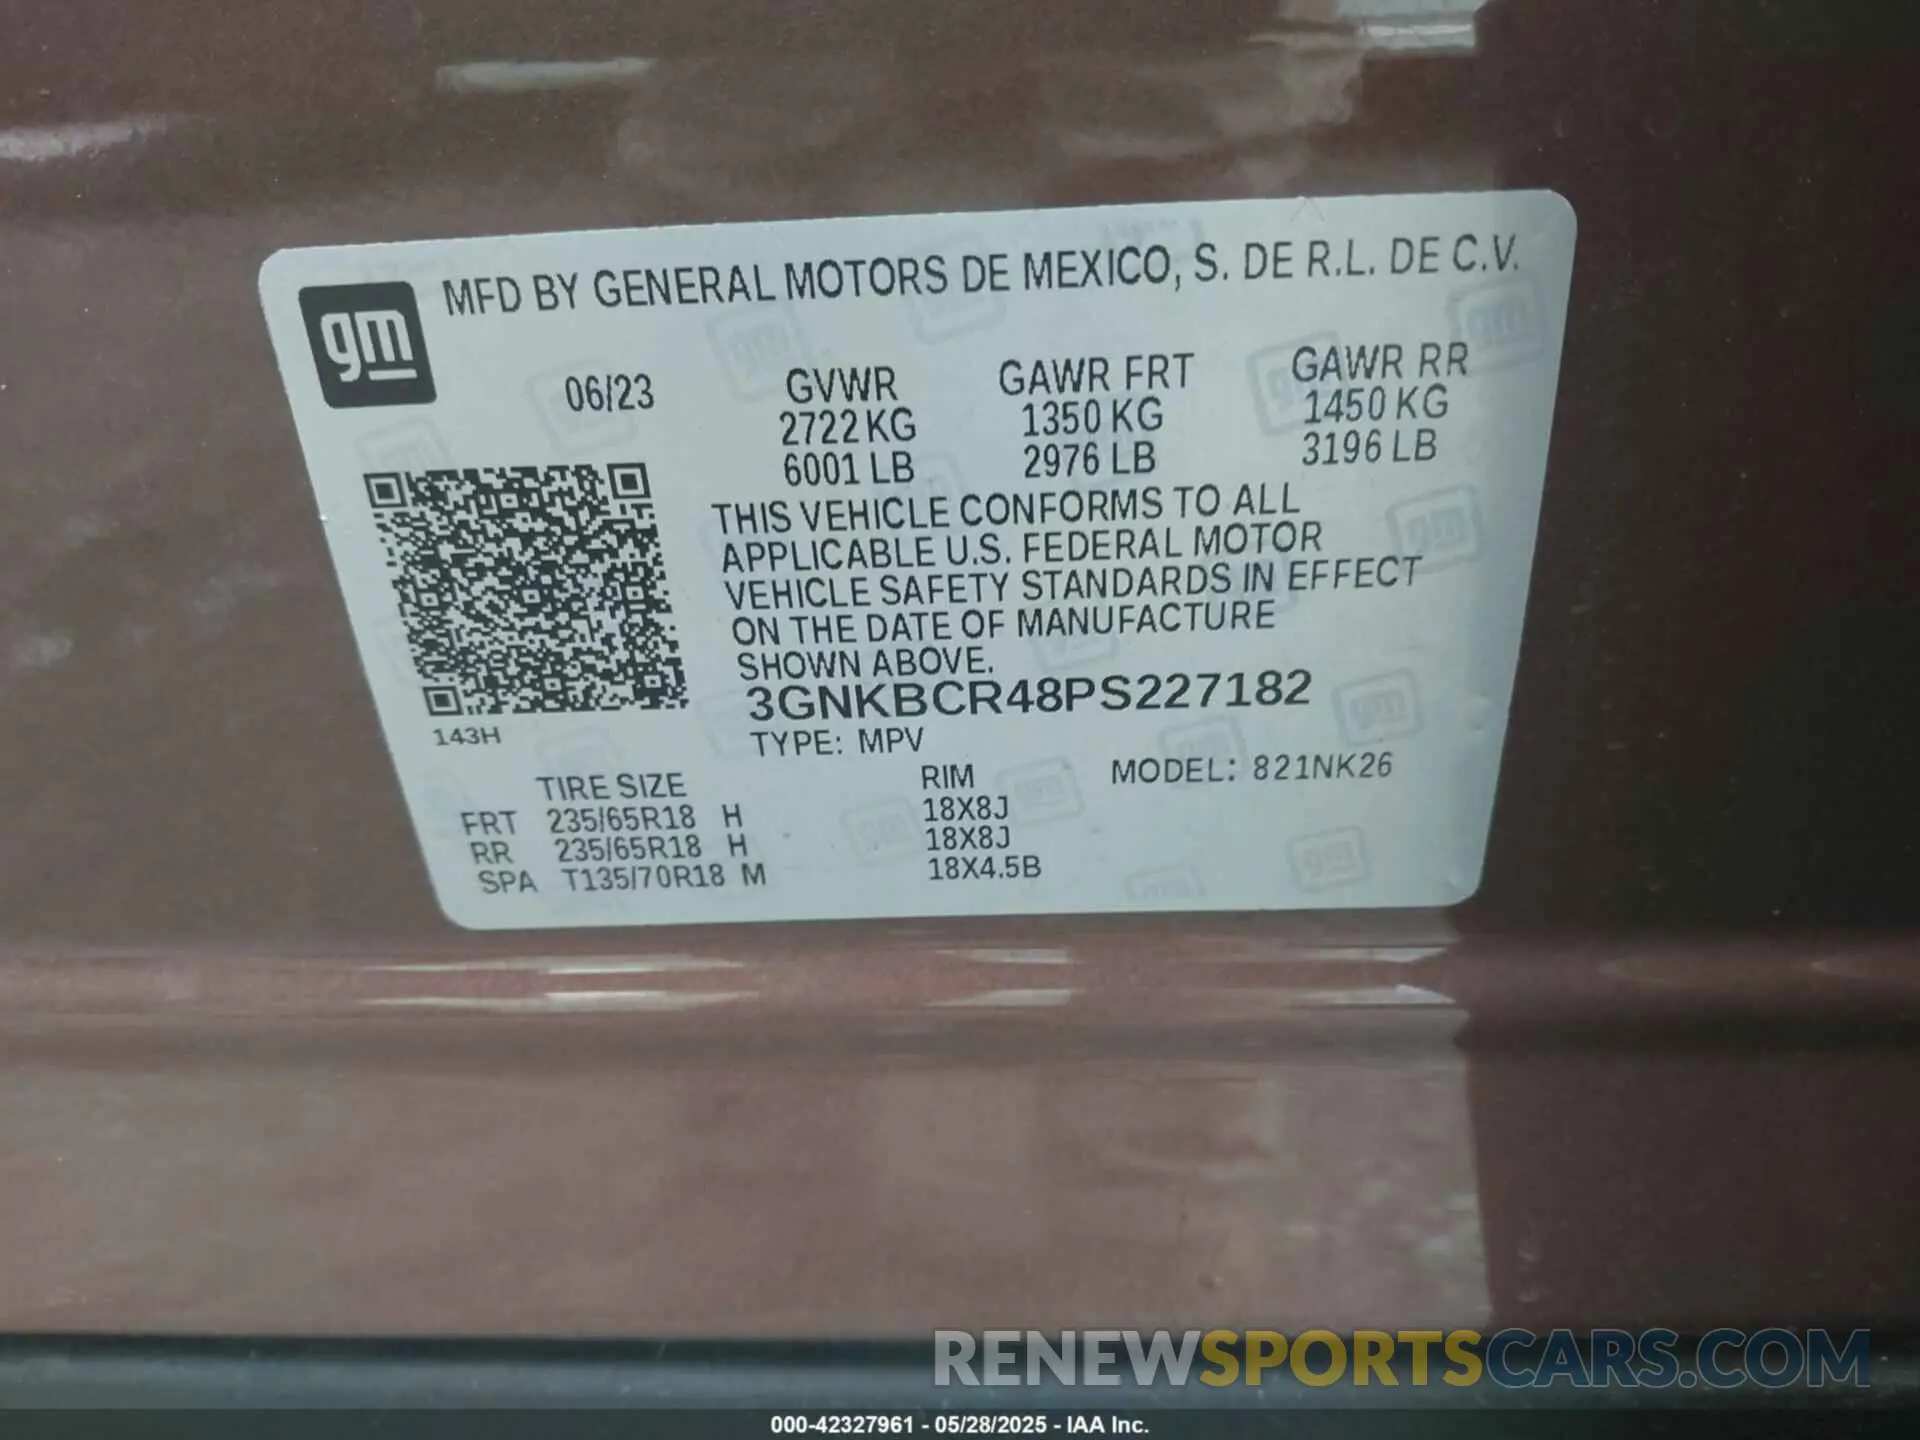 gm
MFD BY GENERAL MOTORS DE MEXICO, S. DE R.L. DE C.V.
06/23 GVWR GAWR FRT GAWR RR
2722 KG 1350 KG 1450 KG
6001 LB 2976 LB 3196 LB
THIS VEHICLE CONFORMS TO ALL
APPLICABLE U.S. FEDERAL MOTOR
VEHICLE SAFETY STANDARDS IN EFFECT
ON THE DATE OF MANUFACTURE
SHOWN ABOVE.
3GNKBCR48PS227182
143H
TYPE: MPV
TIRE SIZE RIM MODEL: 821NK26
FRT 235/65R18 H 18X8J
RR 235/65R18 H 18X8J
SPA T135/70R18 M 18X4.5B
RENEWSPORTSCARS.COM
000-42327961 - 05/28/2025 - IAA Inc.